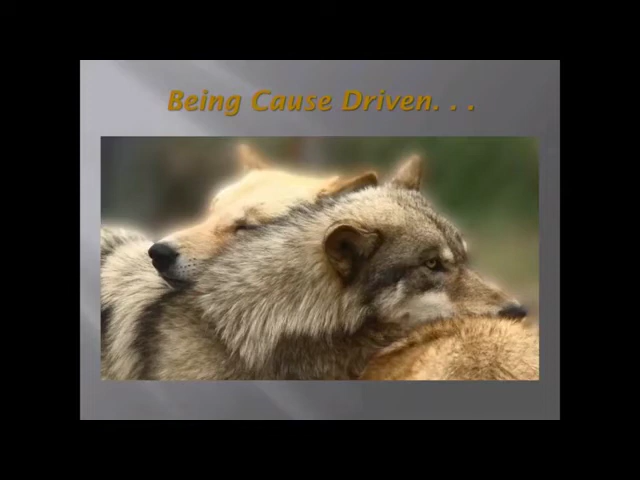 Being Cause Driven. . .